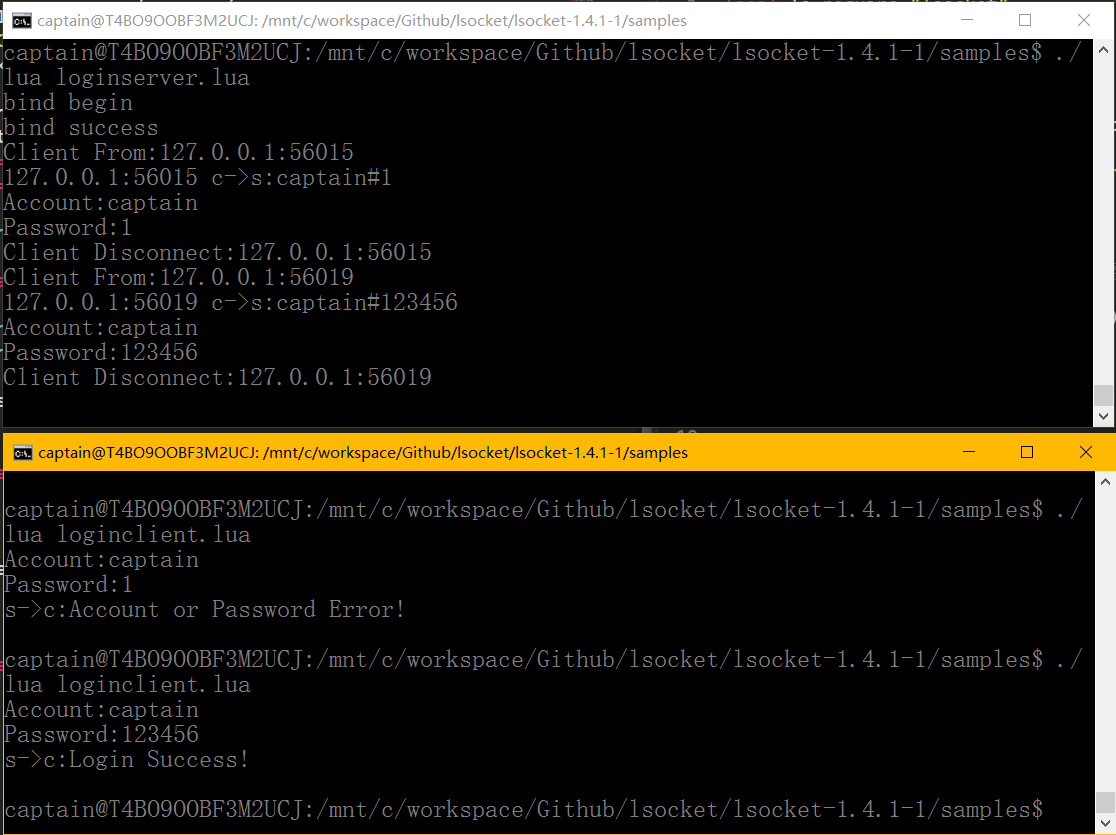 captain@T4BO9OOBF3M2UCJ: /mnt/c/workspace/Github/lsocket/lsocket-1.4.1-1/samples
captain@T4BO9OOBF3M2UCJ:/mnt/c/workspace/Github/lsocket/lsocket-1.4.1-1/samples$ ./
lua loginserver.lua
bind begin
bind success
Client From:127.0.0.1:56015
127.0.0.1:56015 c->s:captain#1
Account:captain
Password:1
Client Disconnect:127.0.0.1:56015
Client From:127.0.0.1:56019
127.0.0.1:56019 c->s:captain#123456
Account:captain
Password:123456
Client Disconnect:127.0.0.1:56019
captain@T4BO9OOBF3M2UCJ: /mnt/c/workspace/Github/lsocket/lsocket-1.4.1-1/samples
captain@T4BO9OOBF3M2UCJ:/mnt/c/workspace/Github/lsocket/lsocket-1.4.1-1/samples$ ./
lua loginclient.lua
Account:captain
Password:1
s->c:Account or Password Error!
captain@T4BO9OOBF3M2UCJ:/mnt/c/workspace/Github/lsocket/lsocket-1.4.1-1/samples$ ./
lua loginclient.lua
Account:captain
Password:123456
s->c:Login Success!
captain@T4BO9OOBF3M2UCJ:/mnt/c/workspace/Github/lsocket/lsocket-1.4.1-1/samples$